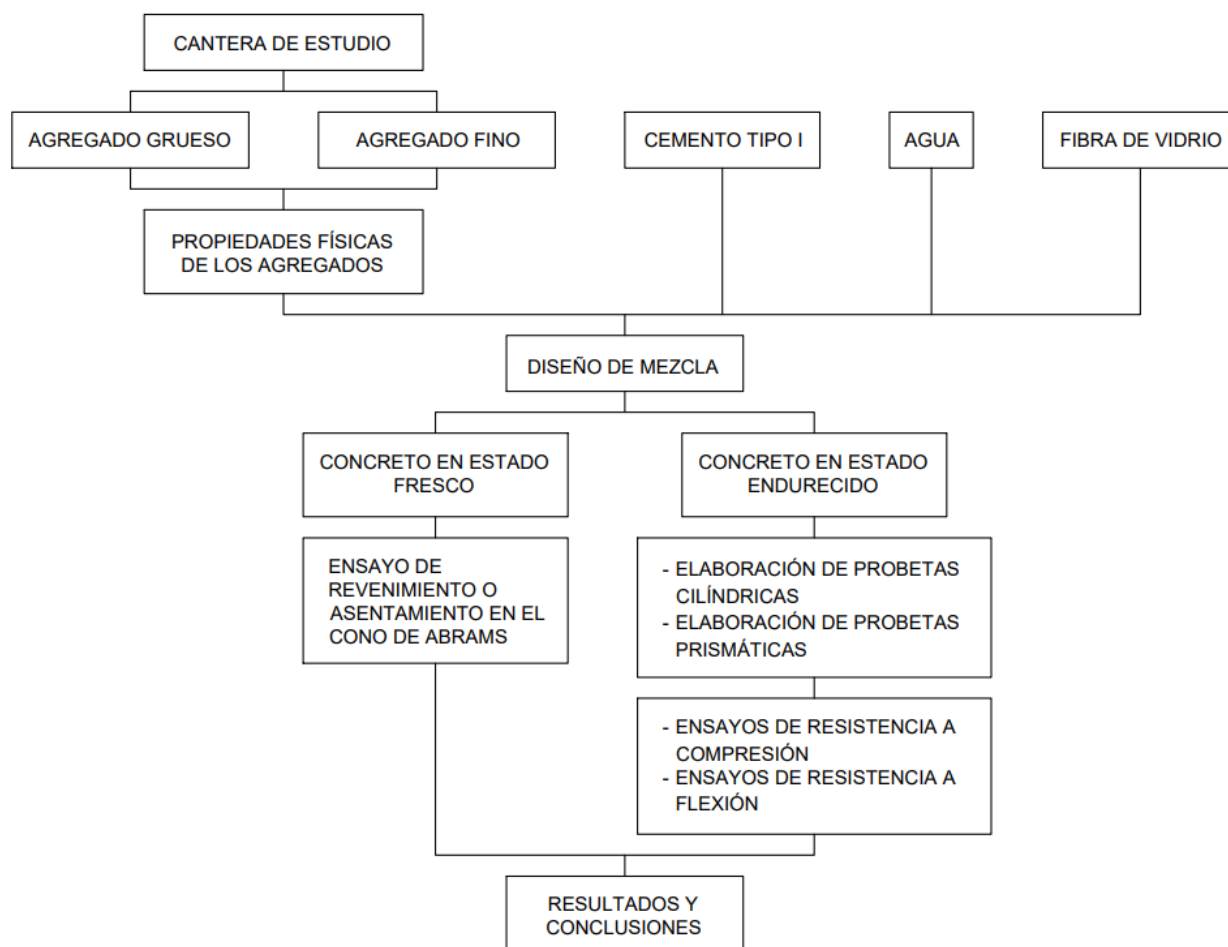 CANTERA DE ESTUDIO
AGREGADO GRUESO
AGREGADO FINO
CEMENTO TIPO I
AGUA
FIBRA DE VIDRIO
PROPIEDADES FÍSICAS
DE LOS AGREGADOS
DISEÑO DE MEZCLA
CONCRETO EN ESTADO
FRESCO
CONCRETO EN ESTADO
ENDURECIDO
ENSAYO DE
REVENIMIENTO O
ASENTAMIENTO EN EL
CONO DE ABRAMS
- ELABORACIÓN DE PROBETAS
CILÍNDRICAS
- ELABORACIÓN DE PROBETAS
PRISMÁTICAS
- ENSAYOS DE RESISTENCIA A
COMPRESIÓN
- ENSAYOS DE RESISTENCIA A
FLEXIÓN
RESULTADOS Y
CONCLUSIONES